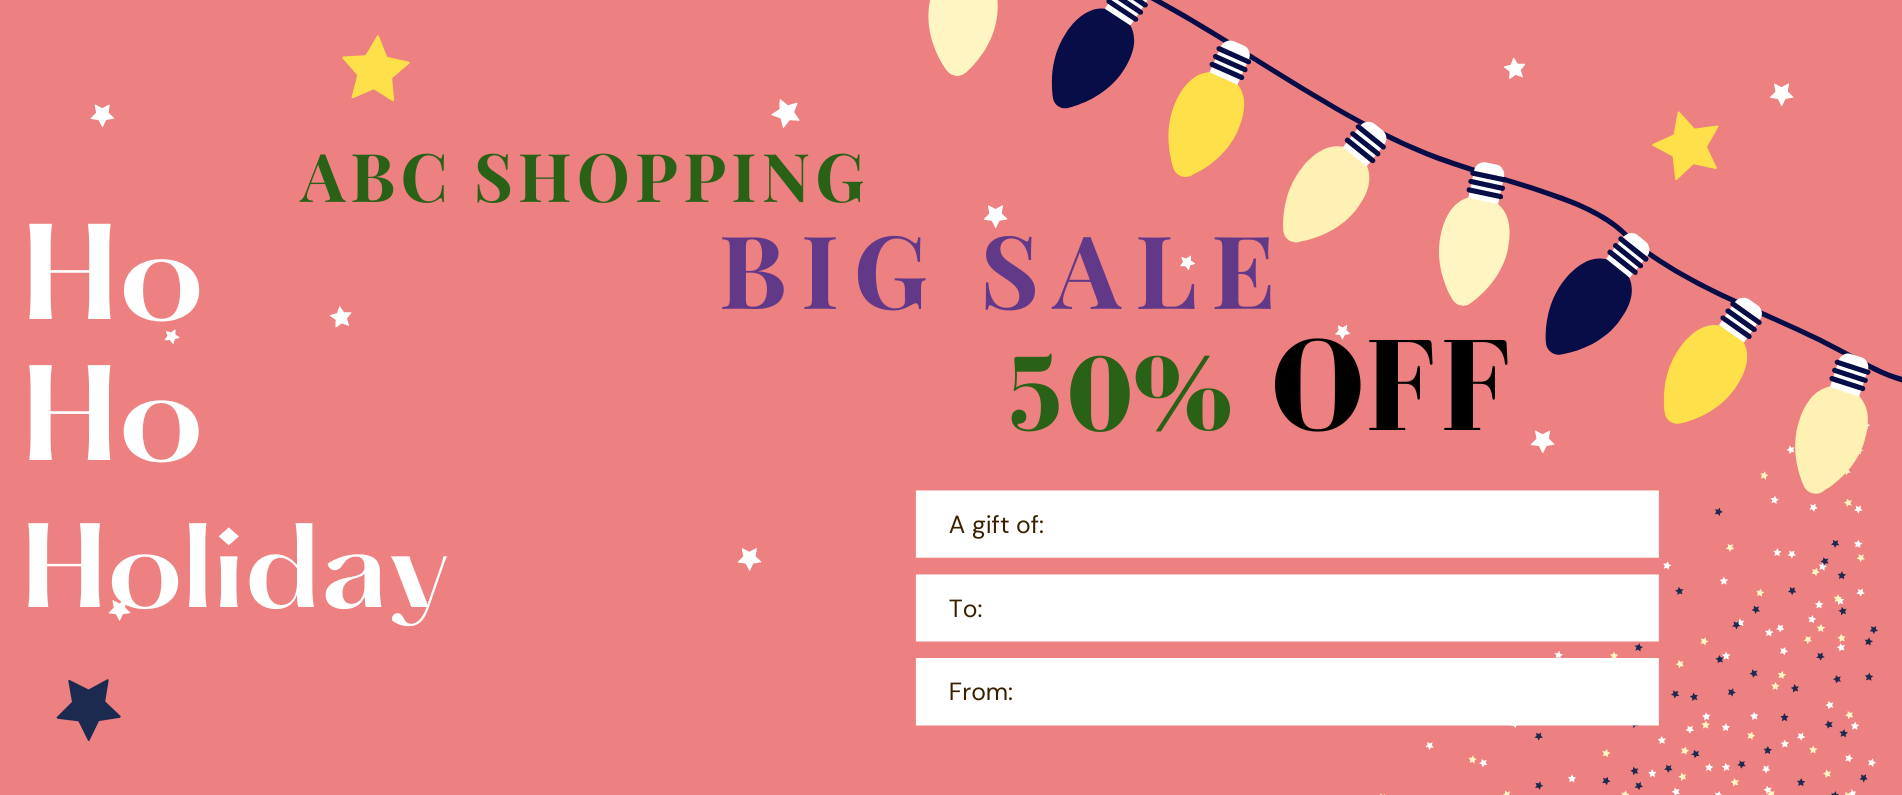 ABC SHOPPING
BIG SALE
50% OFF
Ho
Ho
Holiday
A gift of:
To:
From: